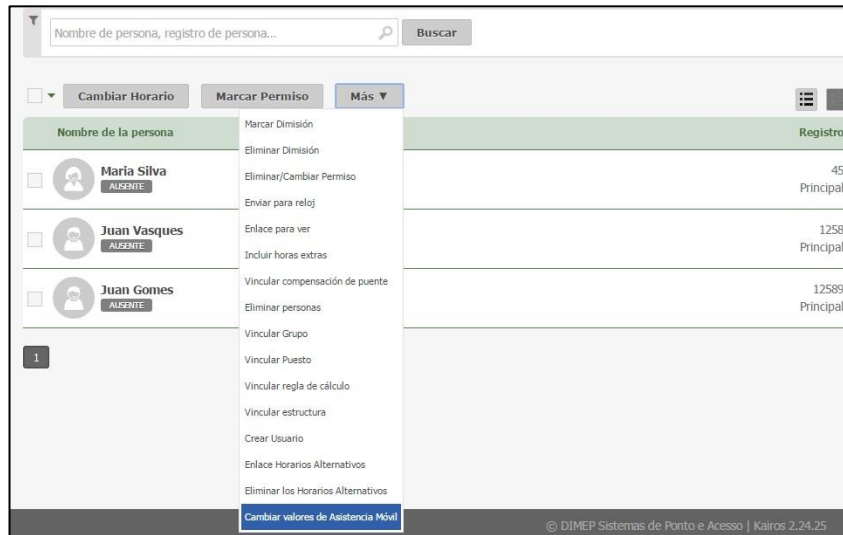 Nombre de persona, registro de persona...
Buscar
Cambiar Horario
Marcar Permiso
Más ▼
Nombre de la persona
Registro
Maria Silva
AUSENTE
45
Principal
Juan Vasques
AUSENTE
1258
Principal
Juan Gomes
AUSENTE
12589
Principal
1
Marcar Dimisión
Eliminar Dimisión
Eliminar/Cambiar Permiso
Enviar para reloj
Enlace para ver
Incluir horas extras
Vincular compensación de puente
Eliminar personas
Vincular Grupo
Vincular Puesto
Vincular regla de cálculo
Vincular estructura
Crear Usuario
Enlace Horarios Alternativos
Eliminar los Horarios Alternativos
Cambiar valores de Asistencia Móvil
© DIMEP Sistemas de Ponto e Acesso | Kairos 2.24.25